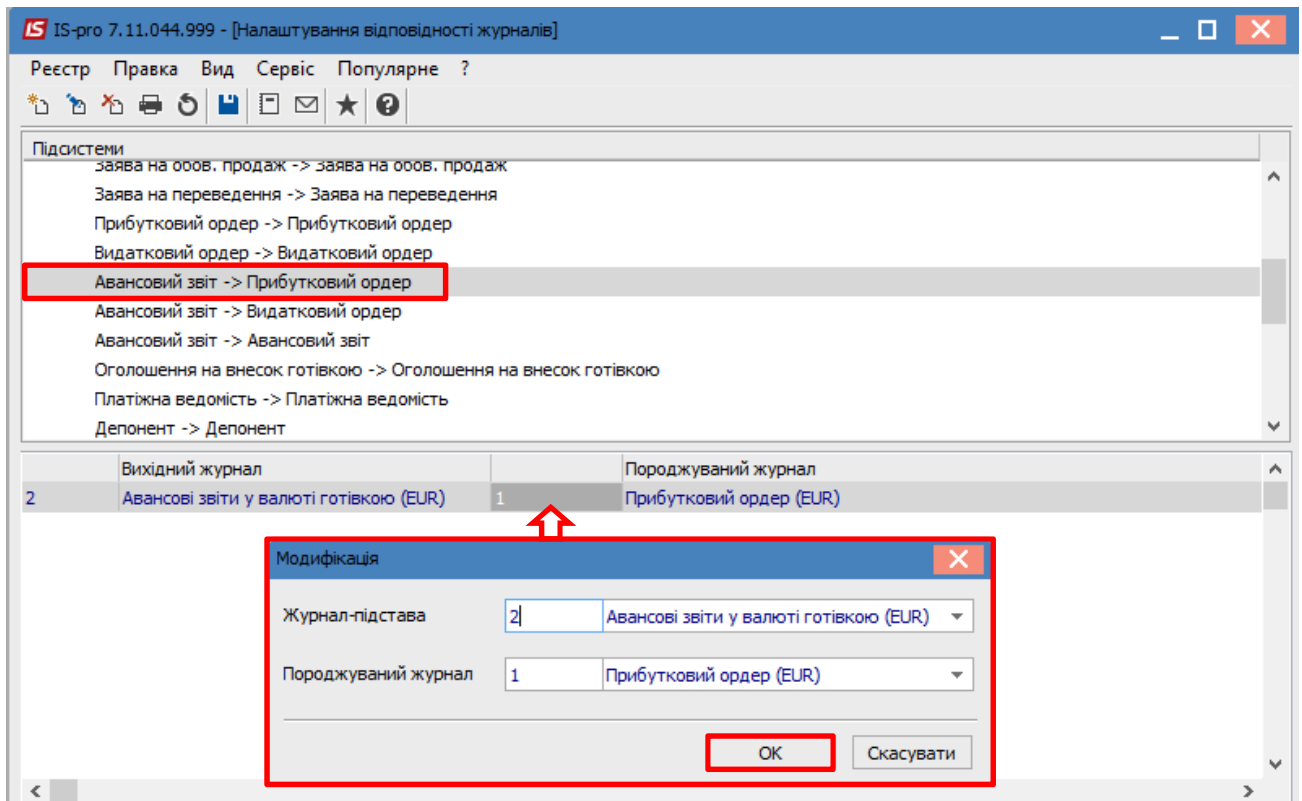 IS-pro 7.11.044.999 - [Налаштування відповідності журналів]
Реєстр Правка Вид Сервіс Популярне ?
Підсистеми
Заява на обов. продаж -> Заява на обов. продаж
Заява на переведення -> Заява на переведення
Прибутковий ордер -> Прибутковий ордер
Видатковий ордер -> Видатковий ордер
Авансовий звіт -> Прибутковий ордер
Авансовий звіт -> Видатковий ордер
Авансовий звіт -> Авансовий звіт
Оголошення на внесок готівкою -> Оголошення на внесок готівкою
Платіжна ведомість -> Платіжна ведомість
Депонент -> Депонент
Вихідний журнал Породжуваний журнал
2 Авансові звіти у валюті готівкою (EUR) 1 Прибутковий ордер (EUR)
Модифікація
Журнал-підстава 2 Авансові звіти у валюті готівкою (EUR)
Породжуваний журнал 1 Прибутковий ордер (EUR)
OK Скасувати